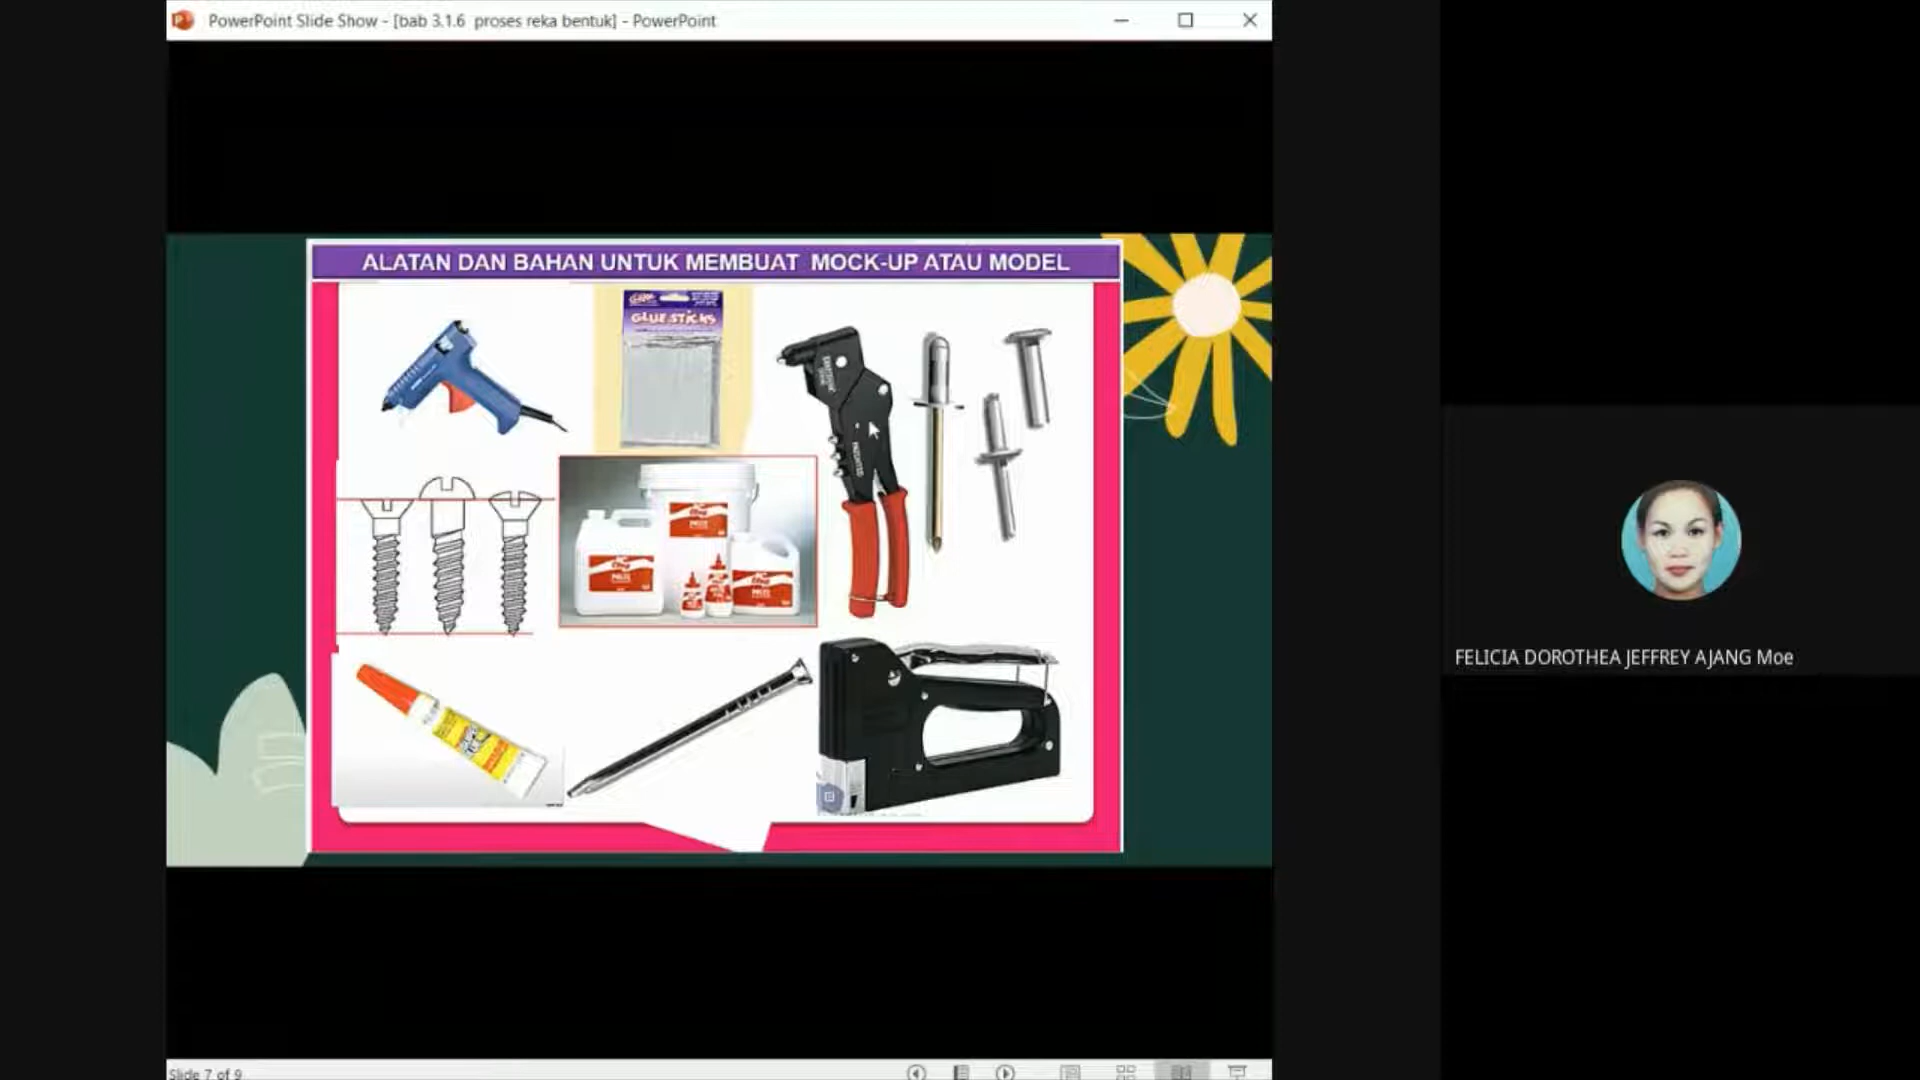 PowerPoint Slide Show - [bab 3.1.6 proses reka bentuk] - PowerPoint
ALATAN DAN BAHAN UNTUK MEMBUAT MOCK-UP ATAU MODEL
GLUE STICKS
FELICIA DOROTHEA JEFFREY AJANG Moe
Slide 7 of 9